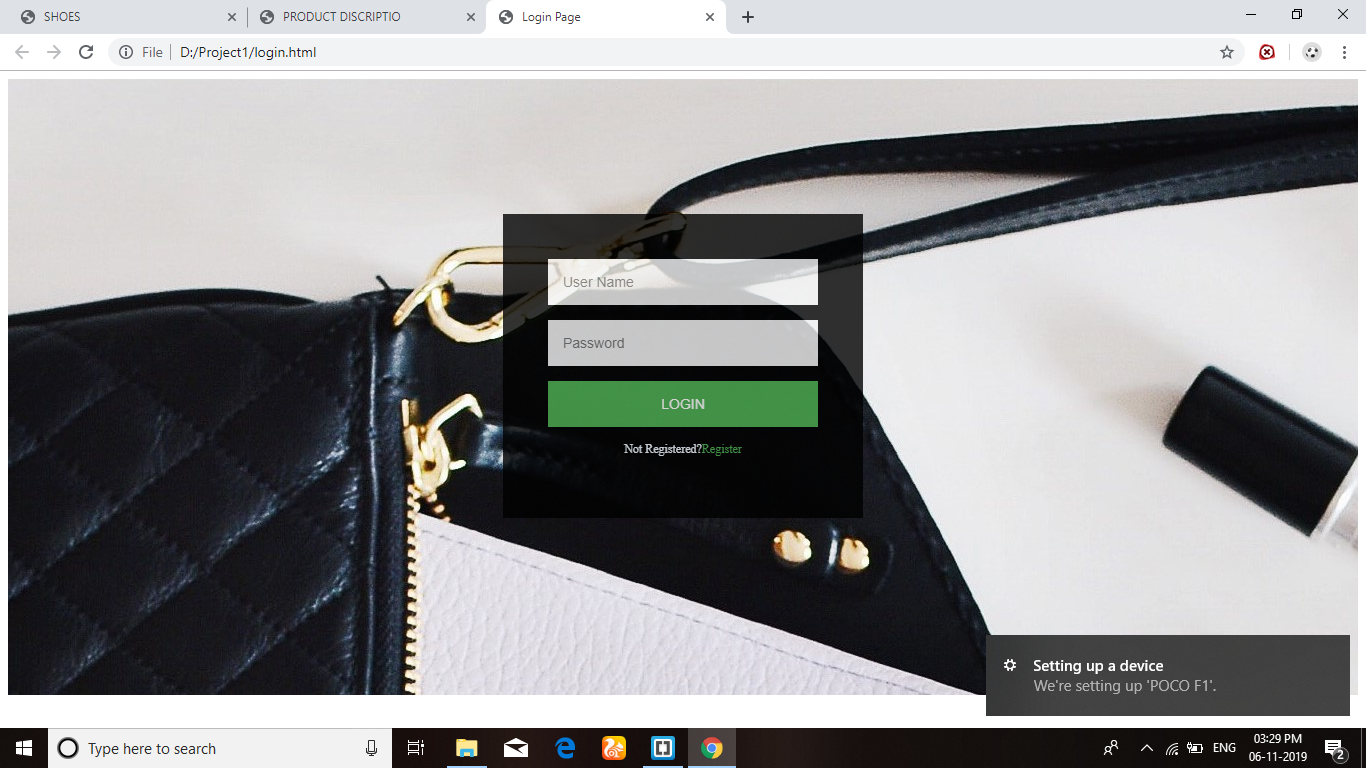 SHOES
PRODUCT DISCRIPTIO
Login Page
File
D:/Project1/login.html
User Name
Password
LOGIN
Not Registered?Register
Setting up a device
We're setting up 'POCO F1'.
Type here to search
ENG
03:29 PM
06-11-2019
2